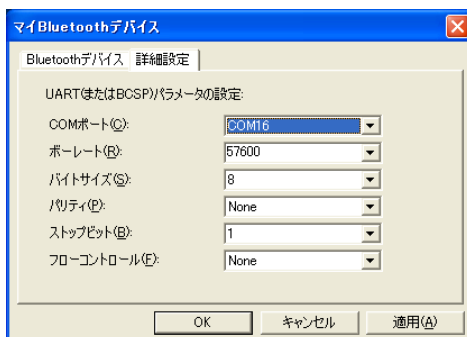 マイBluetoothデバイス
Bluetoothデバイス 詳細設定
UART(またはBCSP)パラメータの設定:
COMポート(C): COM16
ボーレート(R): 57600
バイトサイズ(S): 8
パリティ(P): None
ストップビット(B): 1
フローコントロール(F): None
OK キャンセル 適用(A)